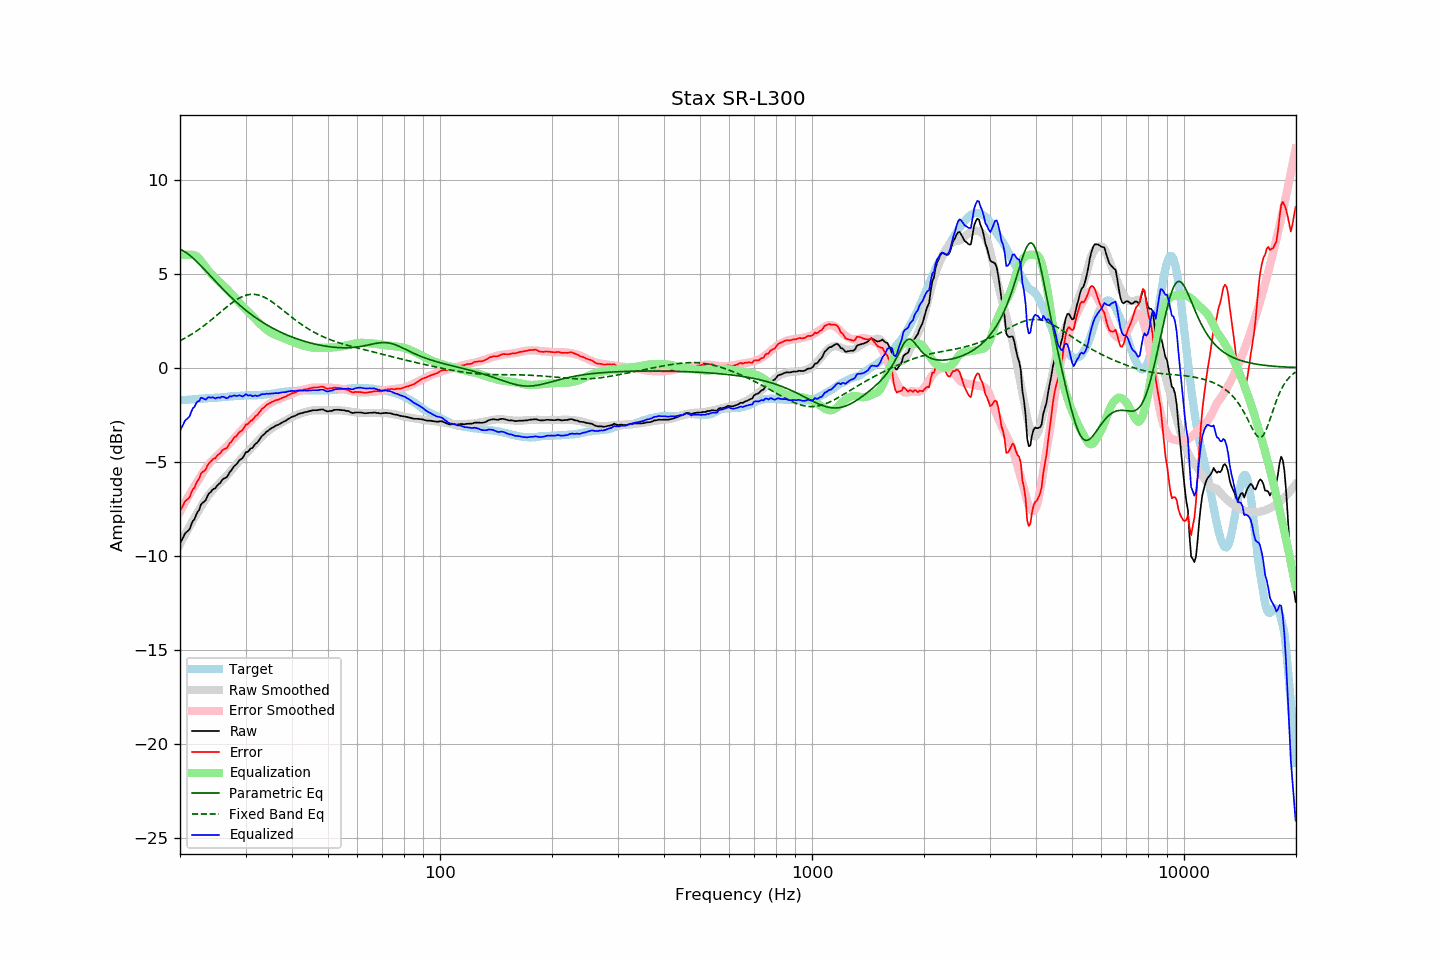 Stax SR-L300
10
5
0
−5
−10
−15
−20
−25
Amplitude (dBr)
Target
Raw Smoothed
Error Smoothed
Raw
Error
Equalization
Parametric Eq
Fixed Band Eq
Equalized
100
1000
10000
Frequency (Hz)